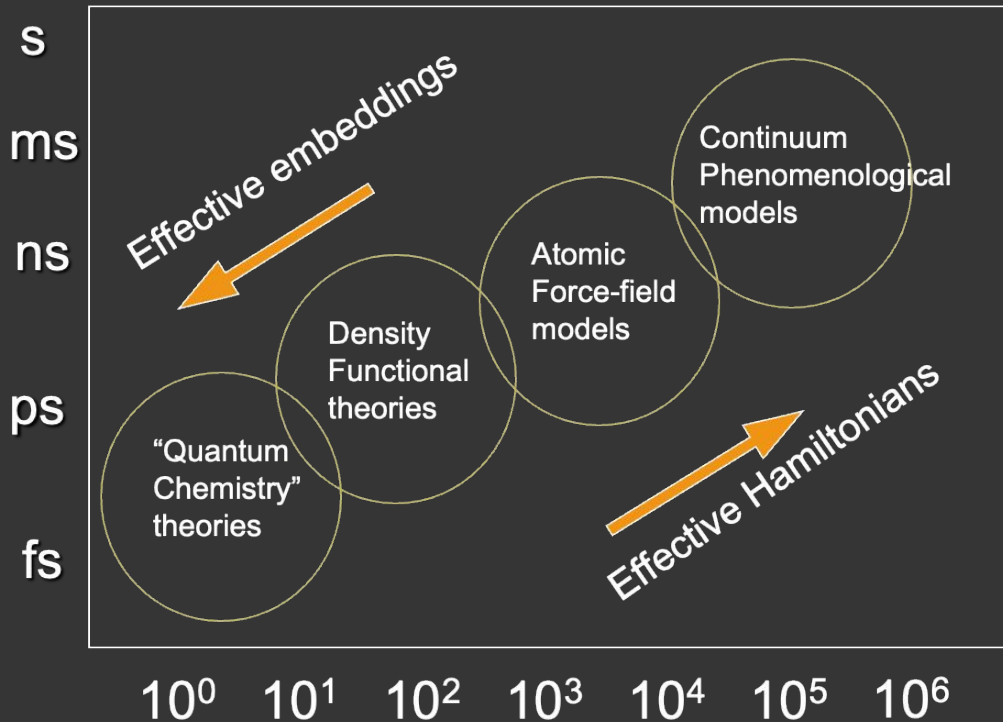 s
ms
ns
ps
fs
Effective embeddings
Continuum
Phenomenological
models
Atomic
Force-field
models
Density
Functional
theories
“Quantum
Chemistry”
theories
Effective Hamiltonians
10⁰ 10¹ 10² 10³ 10⁴ 10⁵ 10⁶